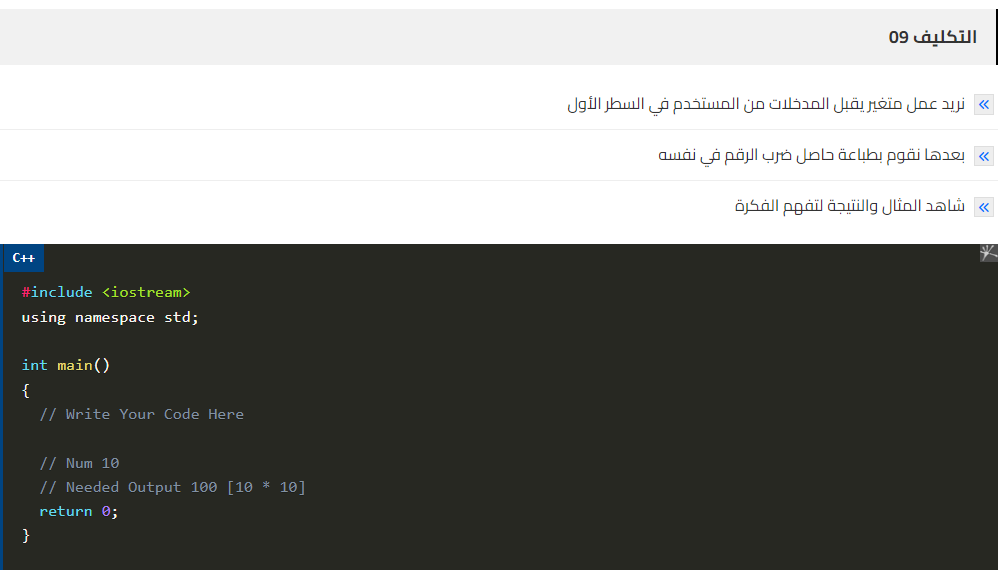 التكليف 09
نريد عمل متغير يقبل المدخلات من المستخدم في السطر الأول
بعدها نقوم بطباعة حاصل ضرب الرقم في نفسه
شاهد المثال والنتيجة لتفهم الفكرة
C++
#include <iostream>
using namespace std;
int main()
{
// Write Your Code Here
// Num 10
// Needed Output 100 [10 * 10]
return 0;
}